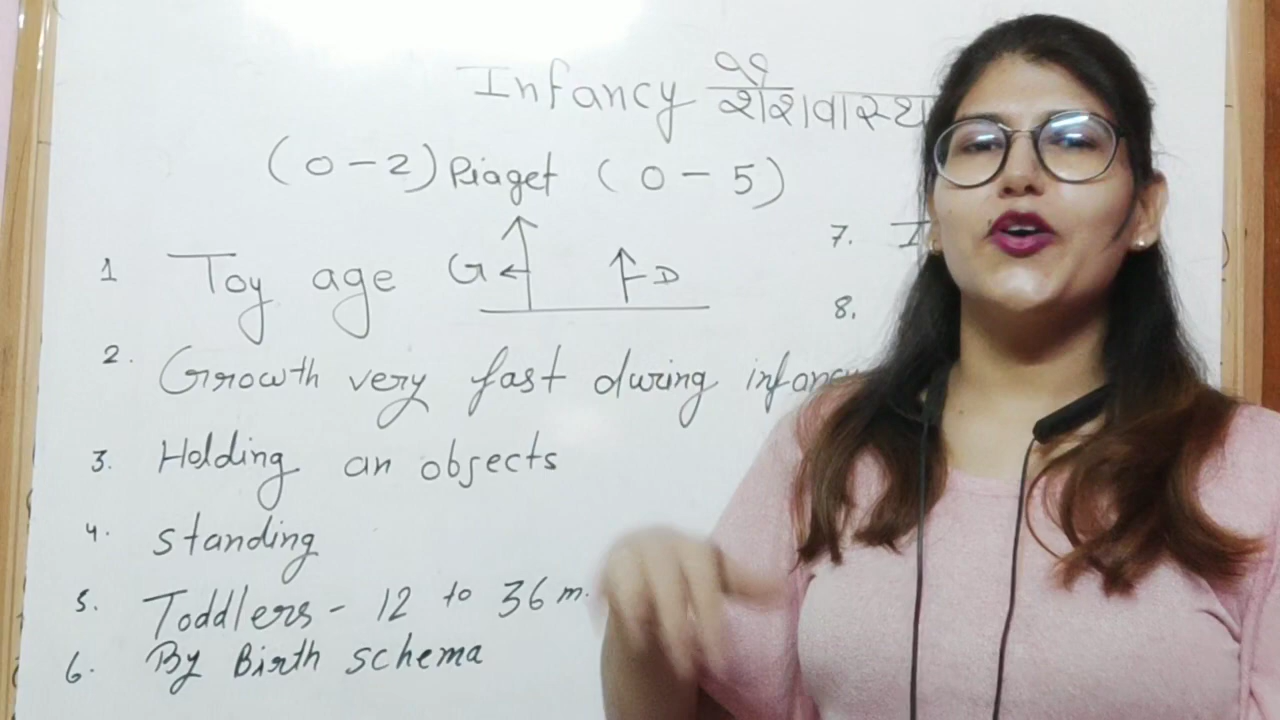 Infancy
(0-2) Piaget (0-5)
1 Toy age G D
2. Growth very fast during infancy
3. Holding an objects
4. standing
5. Toddlers - 12 to 36 m.
6. By Birth schema
7. I
8.